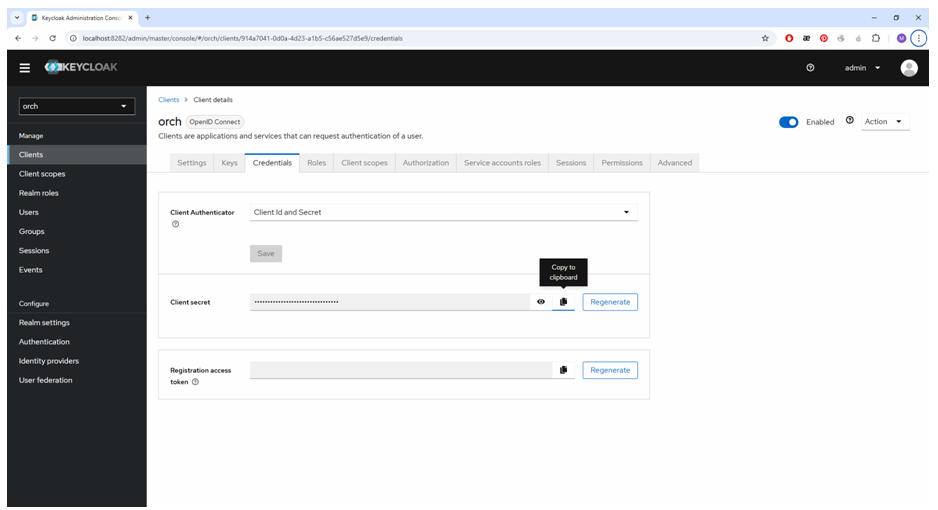 Keycloak Administration Consol
localhost:8282/admin/master/console/#/orch/clients/914a7041-0d0a-4d23-a1b5-c56ae527d5e9/credentials
KEYCLOAK
admin
orch
Manage
Clients
Client scopes
Realm roles
Users
Groups
Sessions
Events
Configure
Realm settings
Authentication
Identity providers
User federation
Clients > Client details
orch OpenID Connect
Enabled
Action
Clients are applications and services that can request authentication of a user.
Settings Keys Credentials Roles Client scopes Authorization Service accounts roles Sessions Permissions Advanced
Client Authenticator
Client Id and Secret
Save
Copy to
clipboard
Client secret
Regenerate
Registration access
token
Regenerate